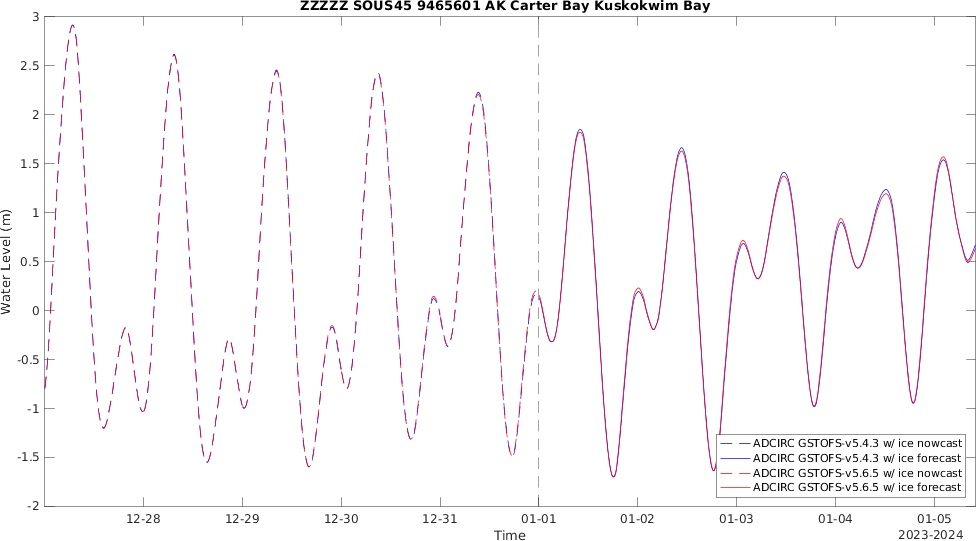 ZZZZZ SOUS45 9465601 AK Carter Bay Kuskokwim Bay
Water Level (m)
3
2.5
2
1.5
1
0.5
0
-0.5
-1
-1.5
-2
ADCIRC GSTOFS-v5.4.3 w/ ice nowcast
ADCIRC GSTOFS-v5.4.3 w/ ice forecast
ADCIRC GSTOFS-v5.6.5 w/ ice nowcast
ADCIRC GSTOFS-v5.6.5 w/ ice forecast
12-28 12-29 12-30 12-31 01-01 01-02 01-03 01-04 01-05
Time
2023-2024